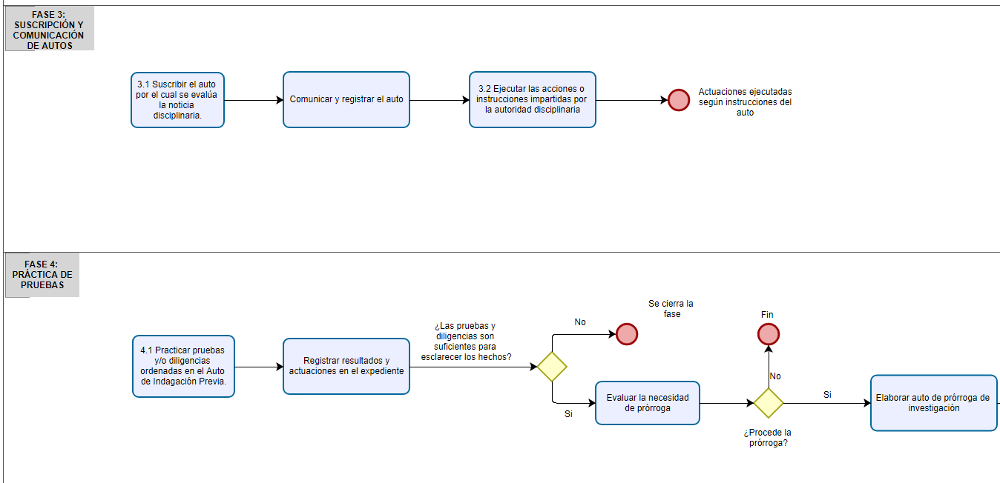 FASE 3:
SUSCRIPCIÓN Y
COMUNICACIÓN
DE AUTOS
3.1 Suscribir el auto
por el cual se evalúa
la noticia
disciplinaria.
Comunicar y registrar el auto
3.2 Ejecutar las acciones o
instrucciones impartidas por
la autoridad disciplinaria
Actuaciones ejecutadas
según instrucciones del
auto
FASE 4:
PRÁCTICA DE
PRUEBAS
4.1 Practicar pruebas
y/o diligencias
ordenadas en el Auto
de Indagación Previa.
Registrar resultados y
actuaciones en el expediente
¿Las pruebas y
diligencias son
suficientes para
esclarecer los hechos?
No
Se cierra la
fase
Si
Evaluar la necesidad
de prórroga
Fin
No
¿Procede la
prórroga?
Si
Elaborar auto de prórroga de
investigación